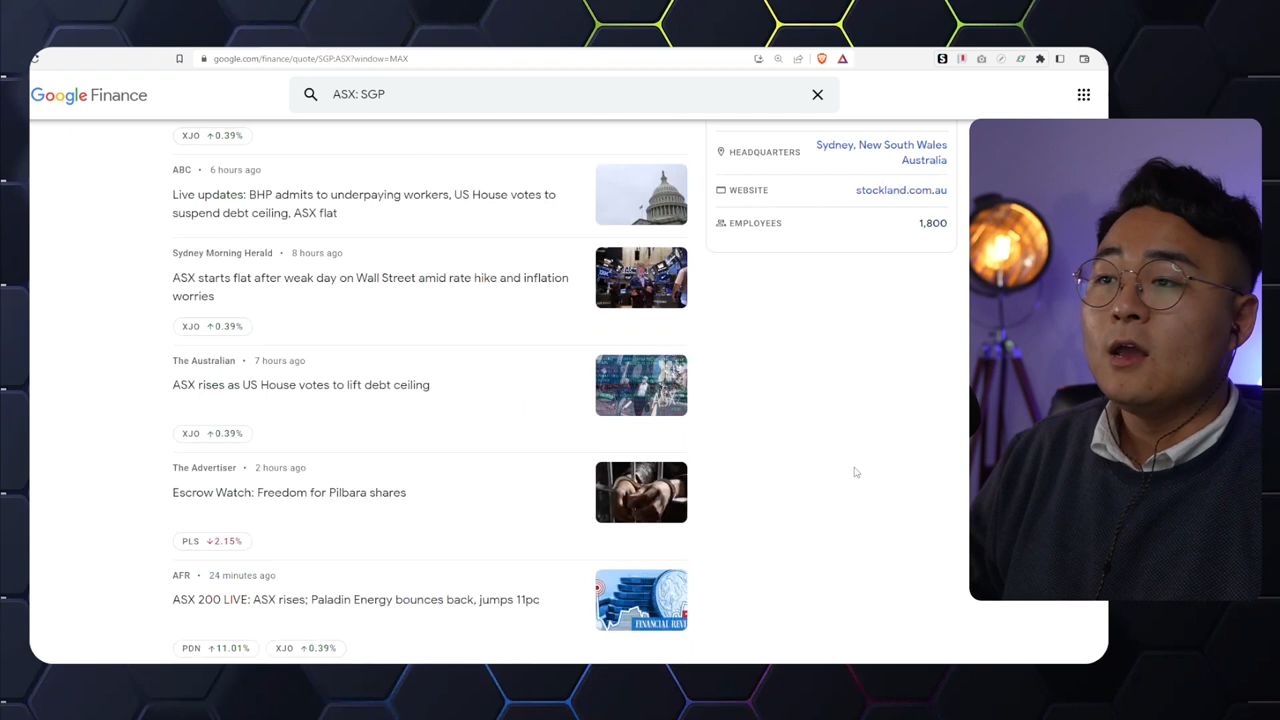 google.com/finance/quote/SGP:ASX?window=MAX
Google Finance
ASX: SGP
XJO ↑0.39%
ABC • 6 hours ago
Live updates: BHP admits to underpaying workers, US House votes to
suspend debt ceiling, ASX flat
Sydney Morning Herald • 8 hours ago
ASX starts flat after weak day on Wall Street amid rate hike and inflation
worries
XJO ↑0.39%
The Australian • 7 hours ago
ASX rises as US House votes to lift debt ceiling
XJO ↑0.39%
The Advertiser • 2 hours ago
Escrow Watch: Freedom for Pilbara shares
PLS ↓2.15%
AFR • 24 minutes ago
ASX 200 LIVE: ASX rises; Paladin Energy bounces back, jumps 11pc
FINANCIAL REV
PDN ↑11.01% XJO ↑0.39%
HEADQUARTERS
Sydney, New South Wales
Australia
WEBSITE stockland.com.au
EMPLOYEES 1,800